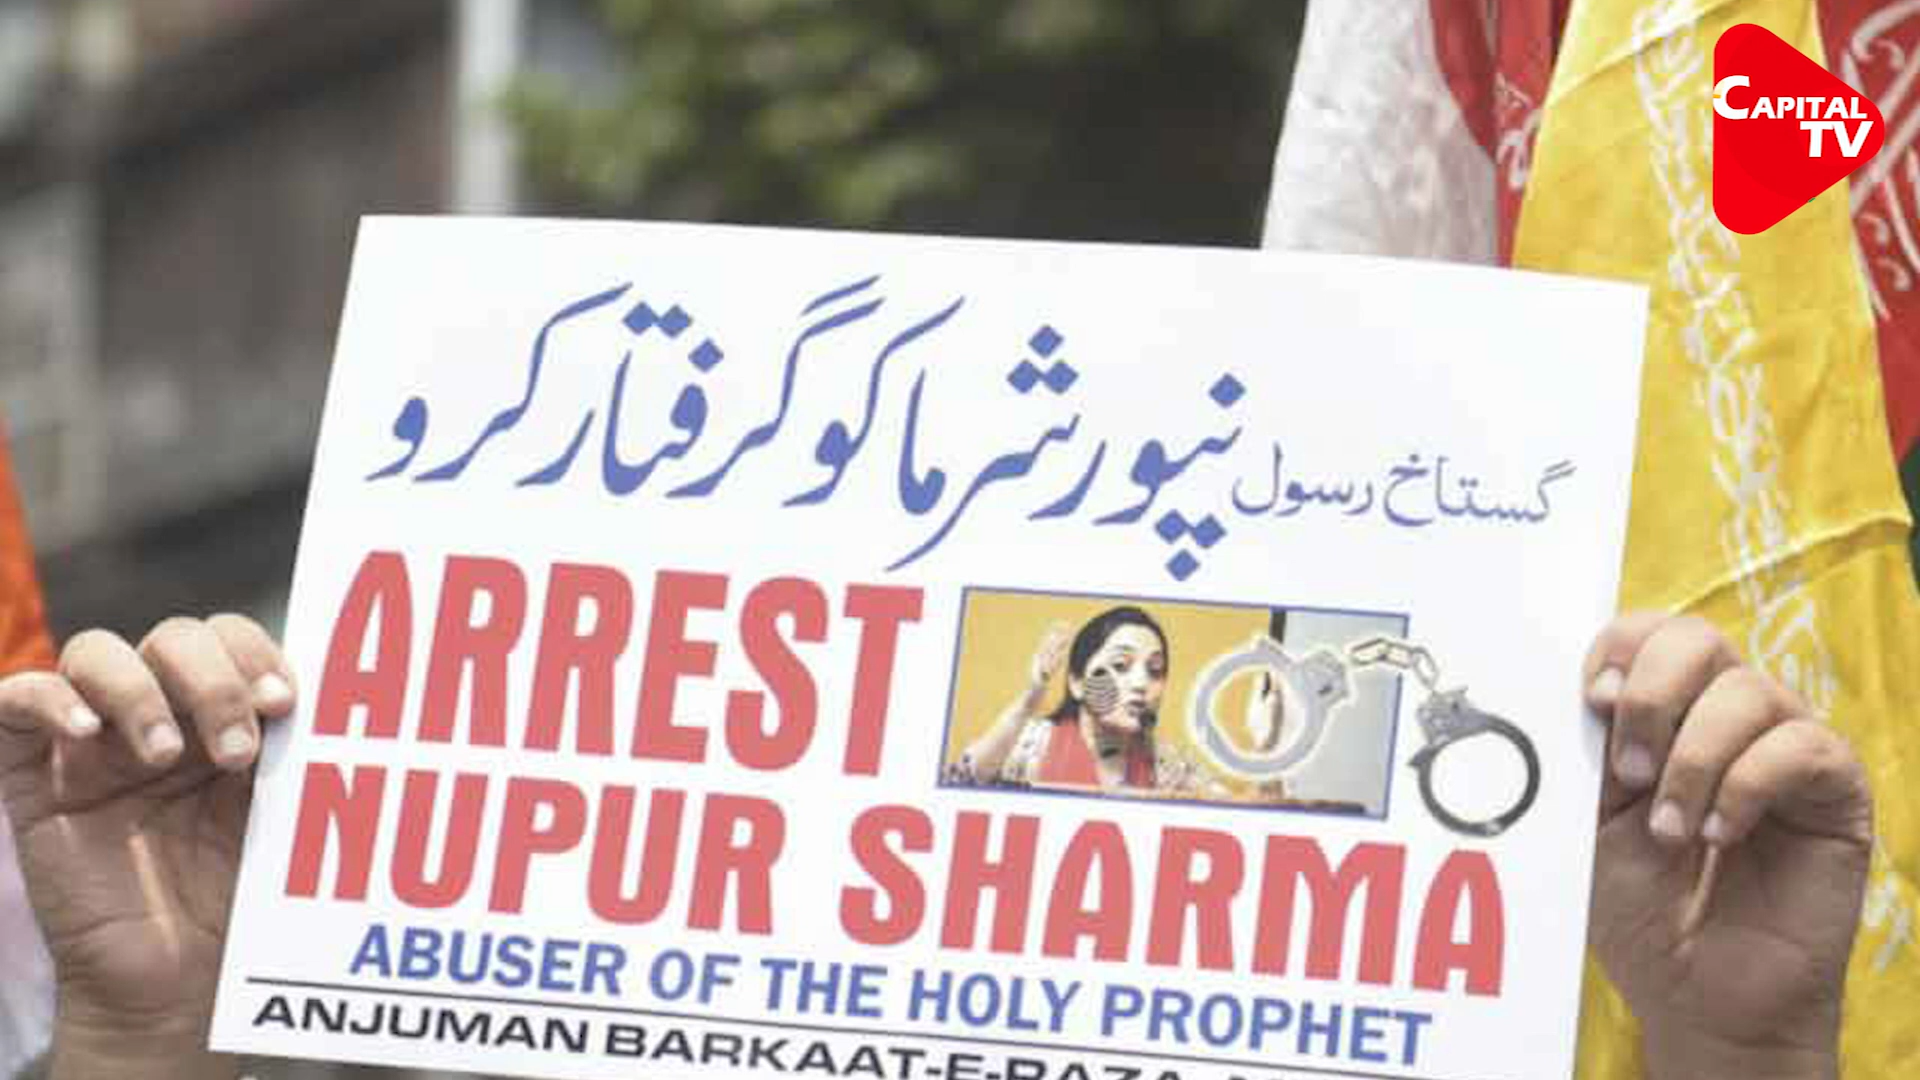 CAPITAL
TV
گستاخ رسول نپور شرما کو گرفتار کرو
ARREST
NUPUR SHARMA
ABUSER OF THE HOLY PROPHET
ANJUMAN BARKAAT-E-RAZA